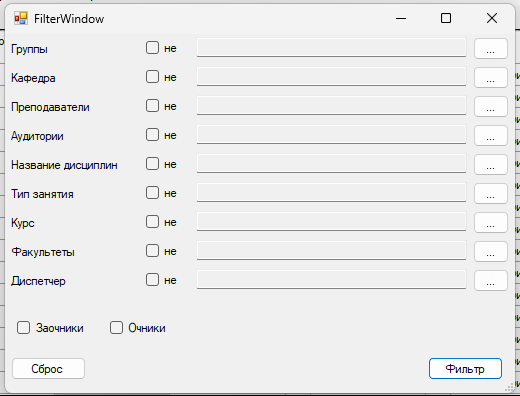 FilterWindow
Группы не ...
Кафедра не ...
Преподаватели не ...
Аудитории не ...
Название дисциплин не ...
Тип занятия не ...
Курс не ...
Факультеты не ...
Диспетчер не ...
Заочники Очники
Сброс Фильтр